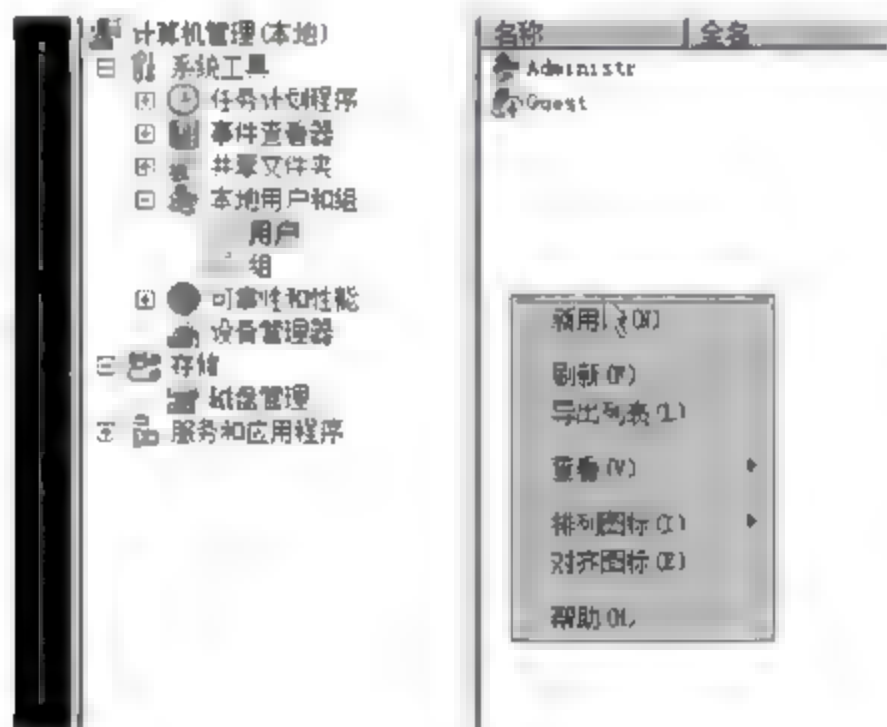 计算机管理(本地)
系统工具
任务计划程序
事件查看器
共享文件夹
本地用户和组
用户
组
可靠性和性能
设备管理器
存储
磁盘管理
服务和应用程序
名称 全名
Administr
Guest
新用 (N)
刷新(F)
导出列表(L)
查看(V)
排列图标(I)
对齐图标(E)
帮助(H)